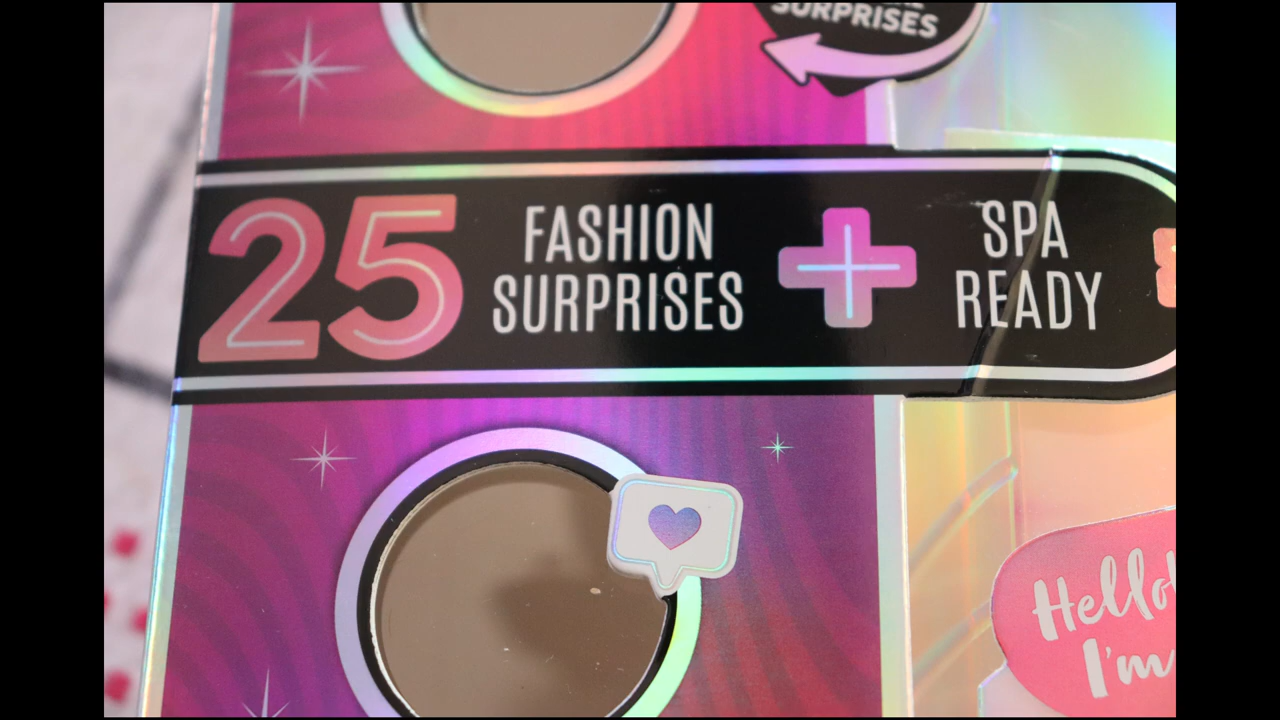 SURPRISES
25
FASHION
SURPRISES
+
SPA
READY
Hello!
I'm